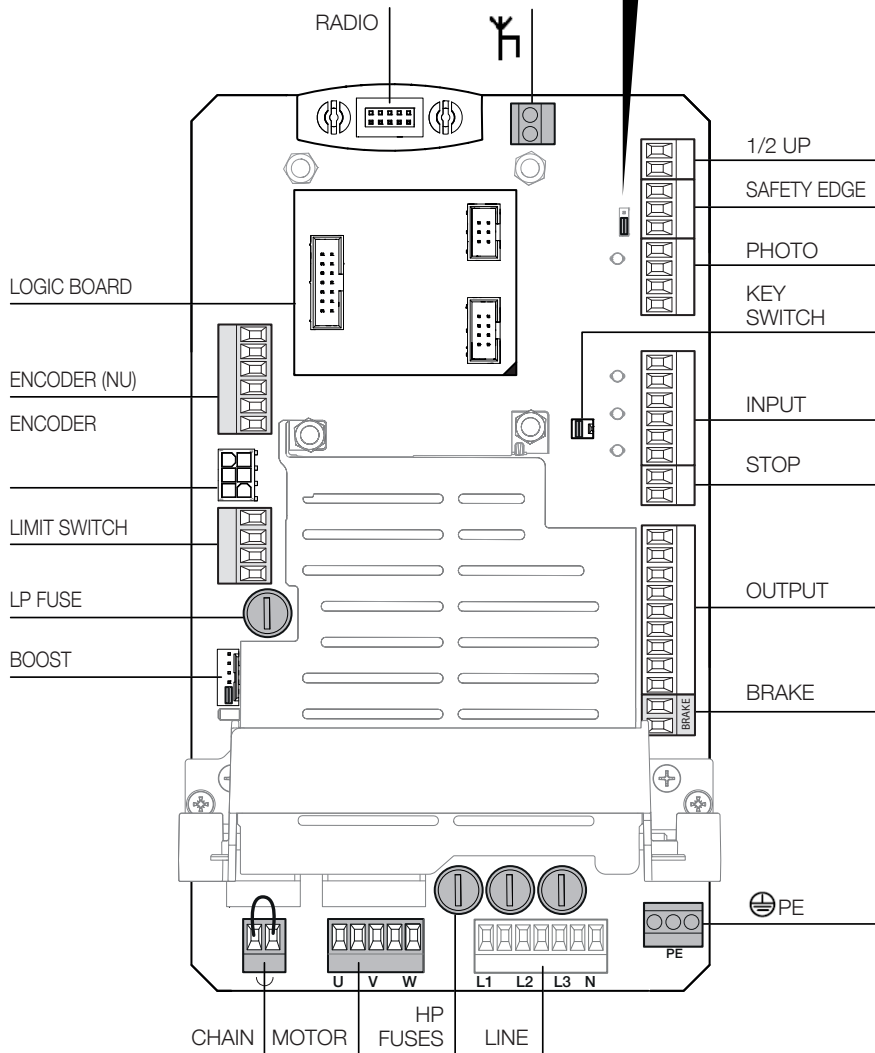 RADIO
1/2 UP
SAFETY EDGE
PHOTO
KEY
SWITCH
LOGIC BOARD
ENCODER (NU)
ENCODER
INPUT
STOP
LIMIT SWITCH
LP FUSE
OUTPUT
BOOST
BRAKE
BRAKE
PE
PE
U V W
L1 L2 L3 N
CHAIN
MOTOR
HP
FUSES
LINE